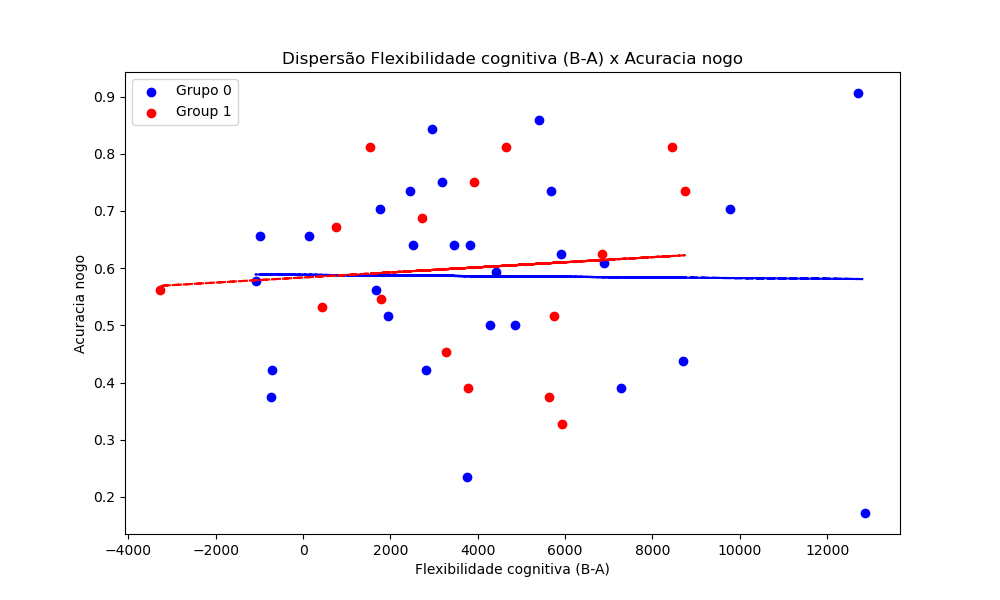 Dispersão Flexibilidade cognitiva (B-A) x Acuracia nogo
Grupo 0
Group 1
Acuracia nogo
0.9
0.8
0.7
0.6
0.5
0.4
0.3
0.2
−4000 −2000 0 2000 4000 6000 8000 10000 12000
Flexibilidade cognitiva (B-A)